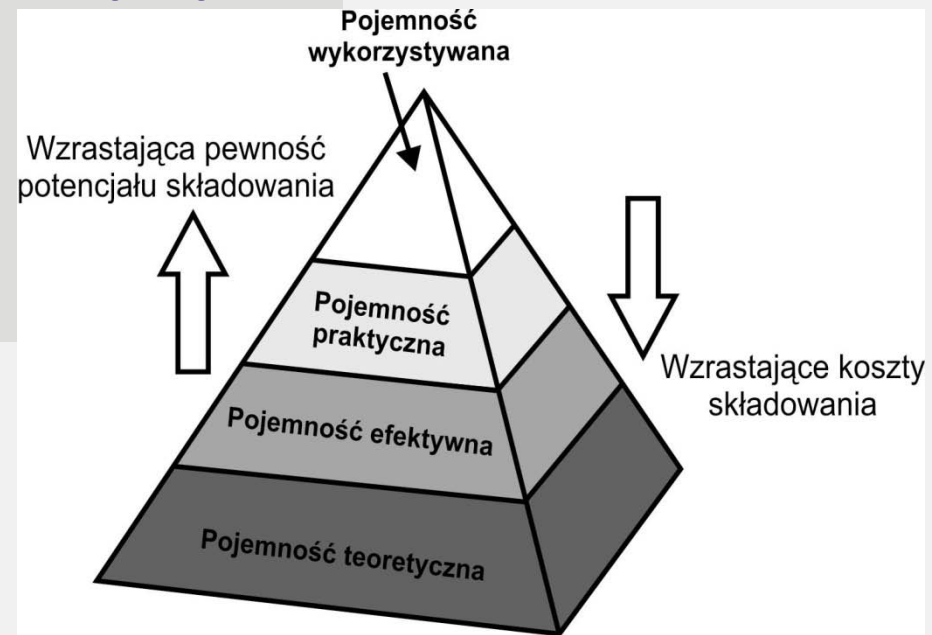 Pojemność
wykorzystywana
Wzrastająca pewność
potencjału składowania
Pojemność
praktyczna
Wzrastające koszty
składowania
Pojemność efektywna
Pojemność teoretyczna